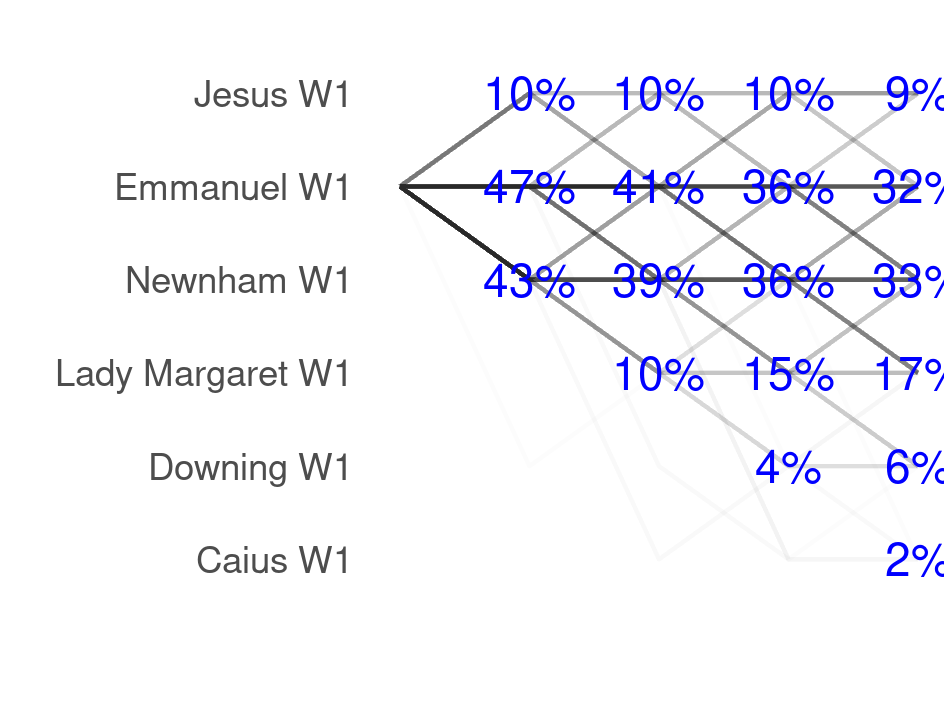 Jesus W1 10% 10% 10% 9%
Emmanuel W1 47% 41% 36% 32%
Newnham W1 43% 39% 36% 33%
Lady Margaret W1 10% 15% 17%
Downing W1 4% 6%
Caius W1 2%